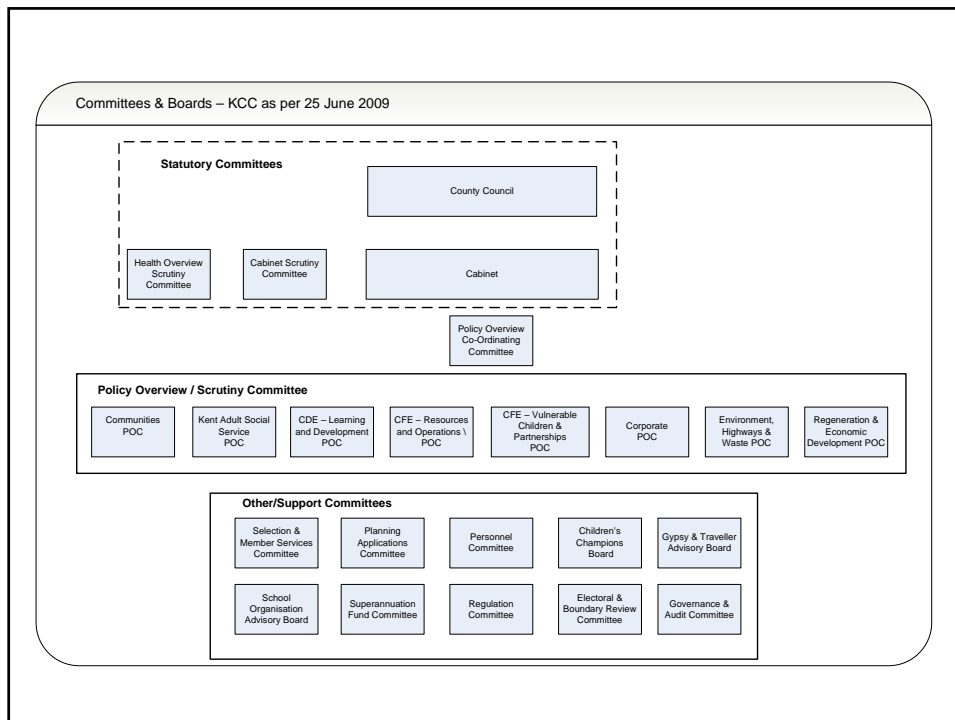 Committees & Boards – KCC as per 25 June 2009
Statutory Committees
County Council
Health Overview
Scrutiny
Committee
Cabinet Scrutiny
Committee
Cabinet
Policy Overview
Co-Ordinating
Committee
Policy Overview / Scrutiny Committee
Communities
POC
Kent Adult Social
Service
POC
CDE – Learning
and Development
POC
CFE – Resources
and Operations \
POC
CFE – Vulnerable
Children &
Partnerships
POC
Corporate
POC
Environment,
Highways &
Waste POC
Regeneration &
Economic
Development POC
Other/Support Committees
Selection &
Member Services
Committee
Planning
Applications
Committee
Personnel
Committee
Children's
Champions
Board
Gypsy & Traveller
Advisory Board
School
Organisation
Advisory Board
Superannuation
Fund Committee
Regulation
Committee
Electoral &
Boundary Review
Committee
Governance &
Audit Committee